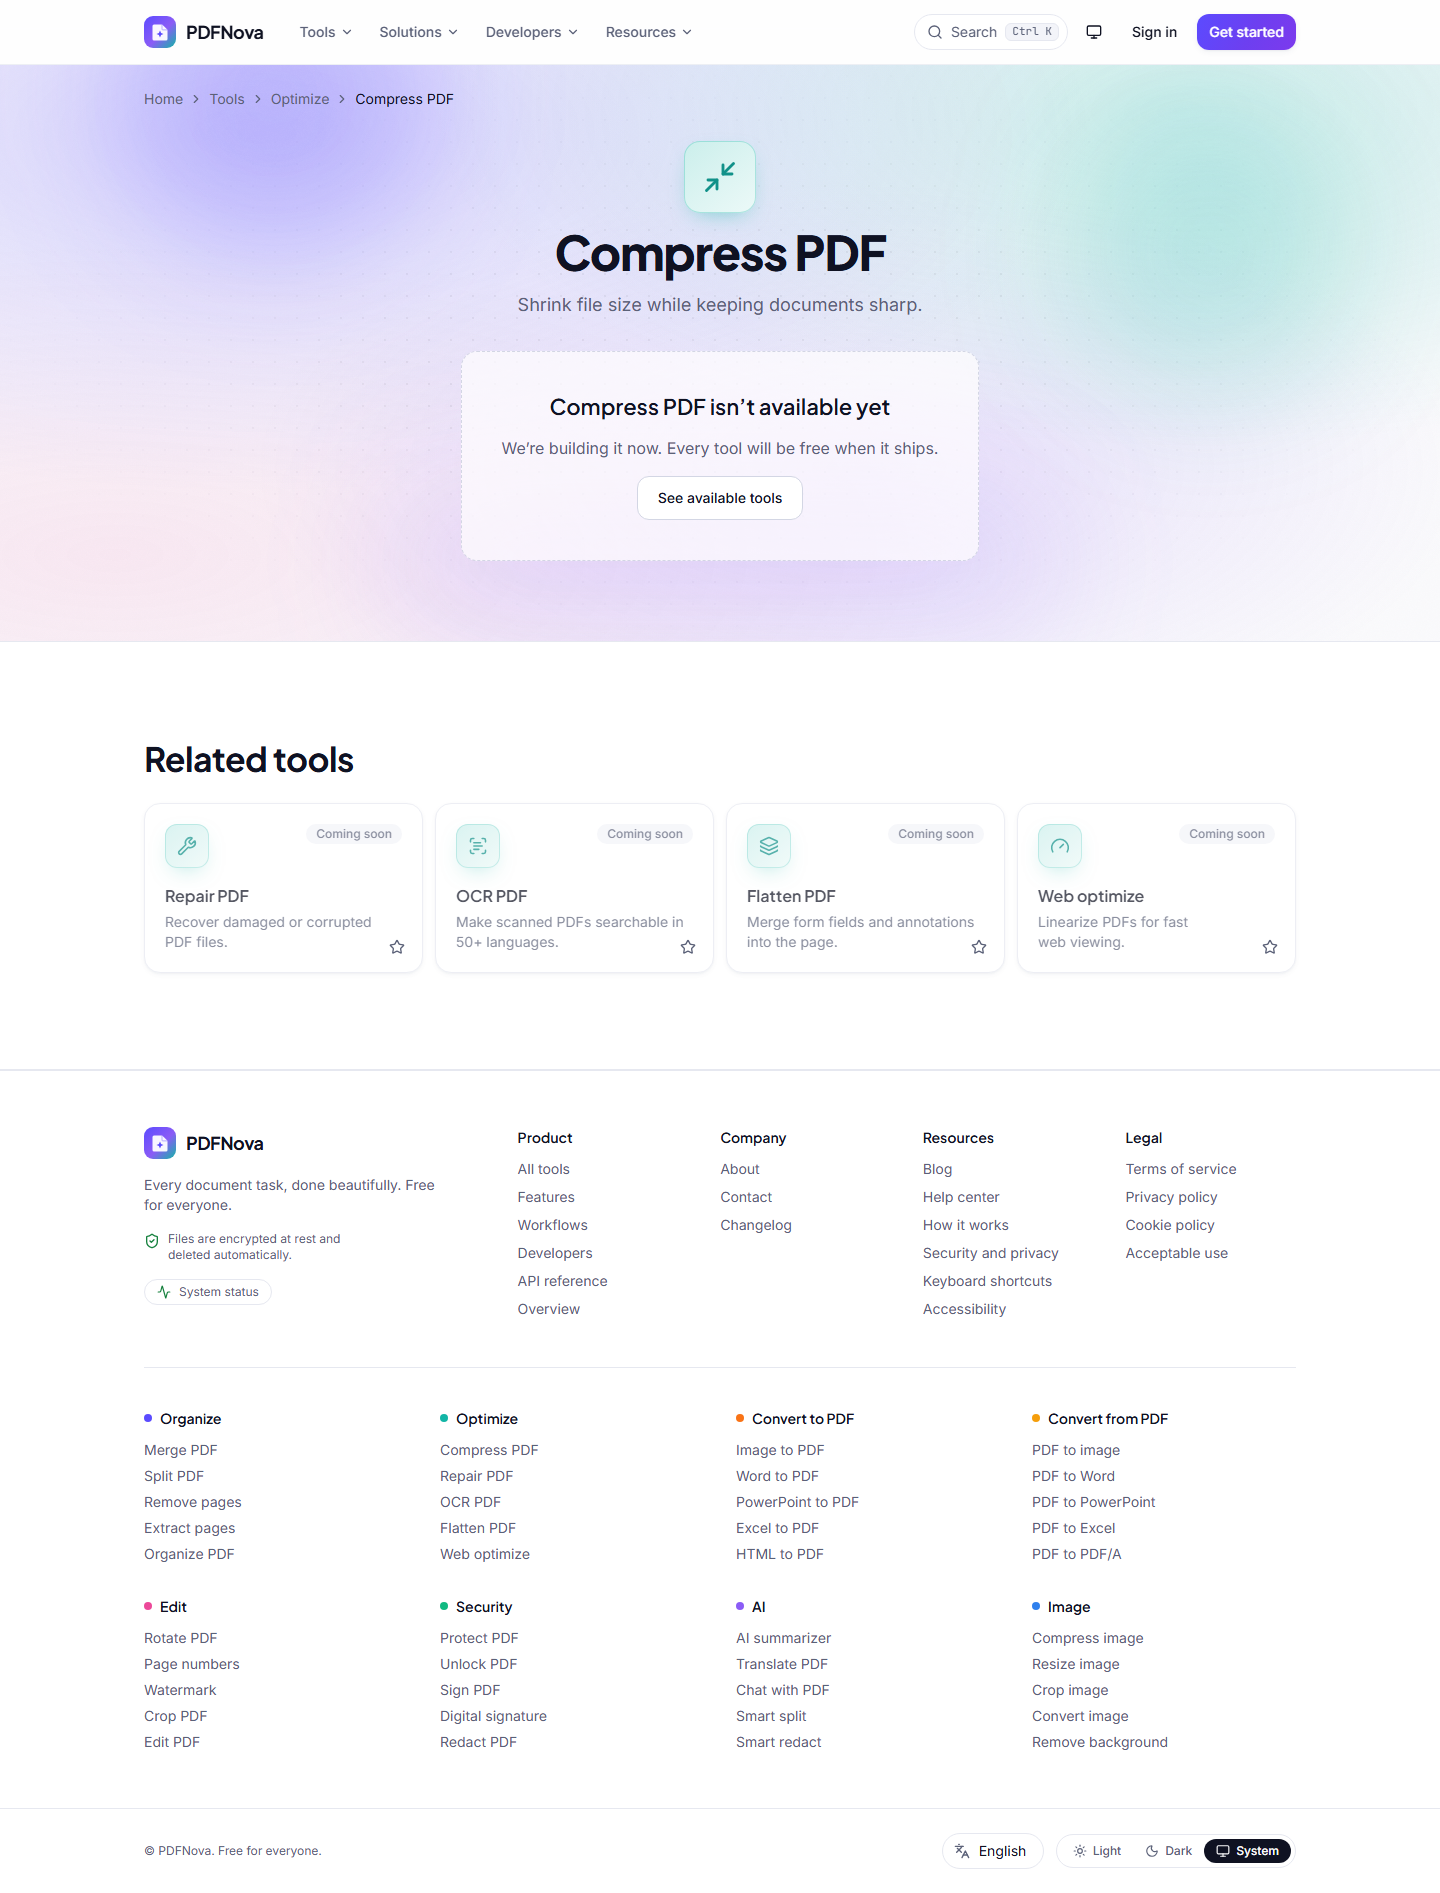 PDFNova
Tools
Solutions
Developers
Resources
Search
Ctrl K
Sign in
Get started
Home
Tools
Optimize
Compress PDF
Compress PDF
Shrink file size while keeping documents sharp.
Compress PDF isn’t available yet
We’re building it now. Every tool will be free when it ships.
See available tools
Related tools
Coming soon
Repair PDF
Recover damaged or corrupted
PDF files.
Coming soon
OCR PDF
Make scanned PDFs searchable in
50+ languages.
Coming soon
Flatten PDF
Merge form fields and annotations
into the page.
Coming soon
Web optimize
Linearize PDFs for fast
web viewing.
PDFNova
Every document task, done beautifully. Free
for everyone.
Files are encrypted at rest and
deleted automatically.
System status
Product
All tools
Features
Workflows
Developers
API reference
Overview
Company
About
Contact
Changelog
Resources
Blog
Help center
How it works
Security and privacy
Keyboard shortcuts
Accessibility
Legal
Terms of service
Privacy policy
Cookie policy
Acceptable use
Organize
Merge PDF
Split PDF
Remove pages
Extract pages
Organize PDF
Optimize
Compress PDF
Repair PDF
OCR PDF
Flatten PDF
Web optimize
Convert to PDF
Image to PDF
Word to PDF
PowerPoint to PDF
Excel to PDF
HTML to PDF
Convert from PDF
PDF to image
PDF to Word
PDF to PowerPoint
PDF to Excel
PDF to PDF/A
Edit
Rotate PDF
Page numbers
Watermark
Crop PDF
Edit PDF
Security
Protect PDF
Unlock PDF
Sign PDF
Digital signature
Redact PDF
AI
AI summarizer
Translate PDF
Chat with PDF
Smart split
Smart redact
Image
Compress image
Resize image
Crop image
Convert image
Remove background
© PDFNova. Free for everyone.
English
Light
Dark
System